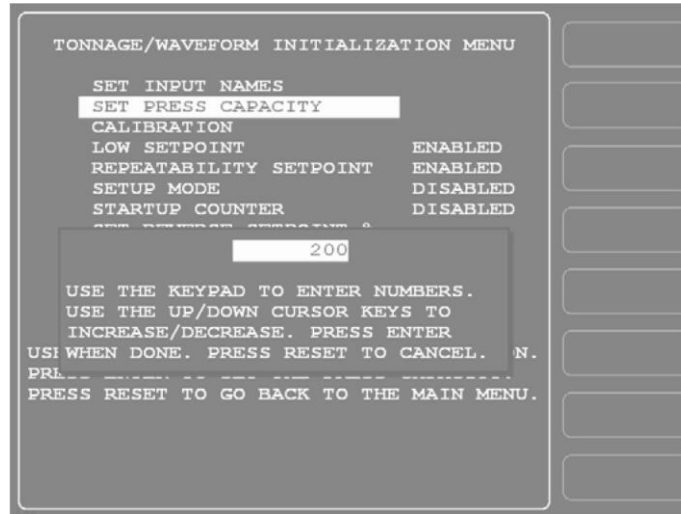 TONNAGE/WAVEFORM INITIALIZATION MENU
SET INPUT NAMES
SET PRESS CAPACITY
CALIBRATION
LOW SETPOINT ENABLED
REPEATABILITY SETPOINT ENABLED
SETUP MODE DISABLED
STARTUP COUNTER DISABLED
200
USE THE KEYPAD TO ENTER NUMBERS.
USE THE UP/DOWN CURSOR KEYS TO
INCREASE/DECREASE. PRESS ENTER
WHEN DONE. PRESS RESET TO CANCEL.
PRESS RESET TO GO BACK TO THE MAIN MENU.